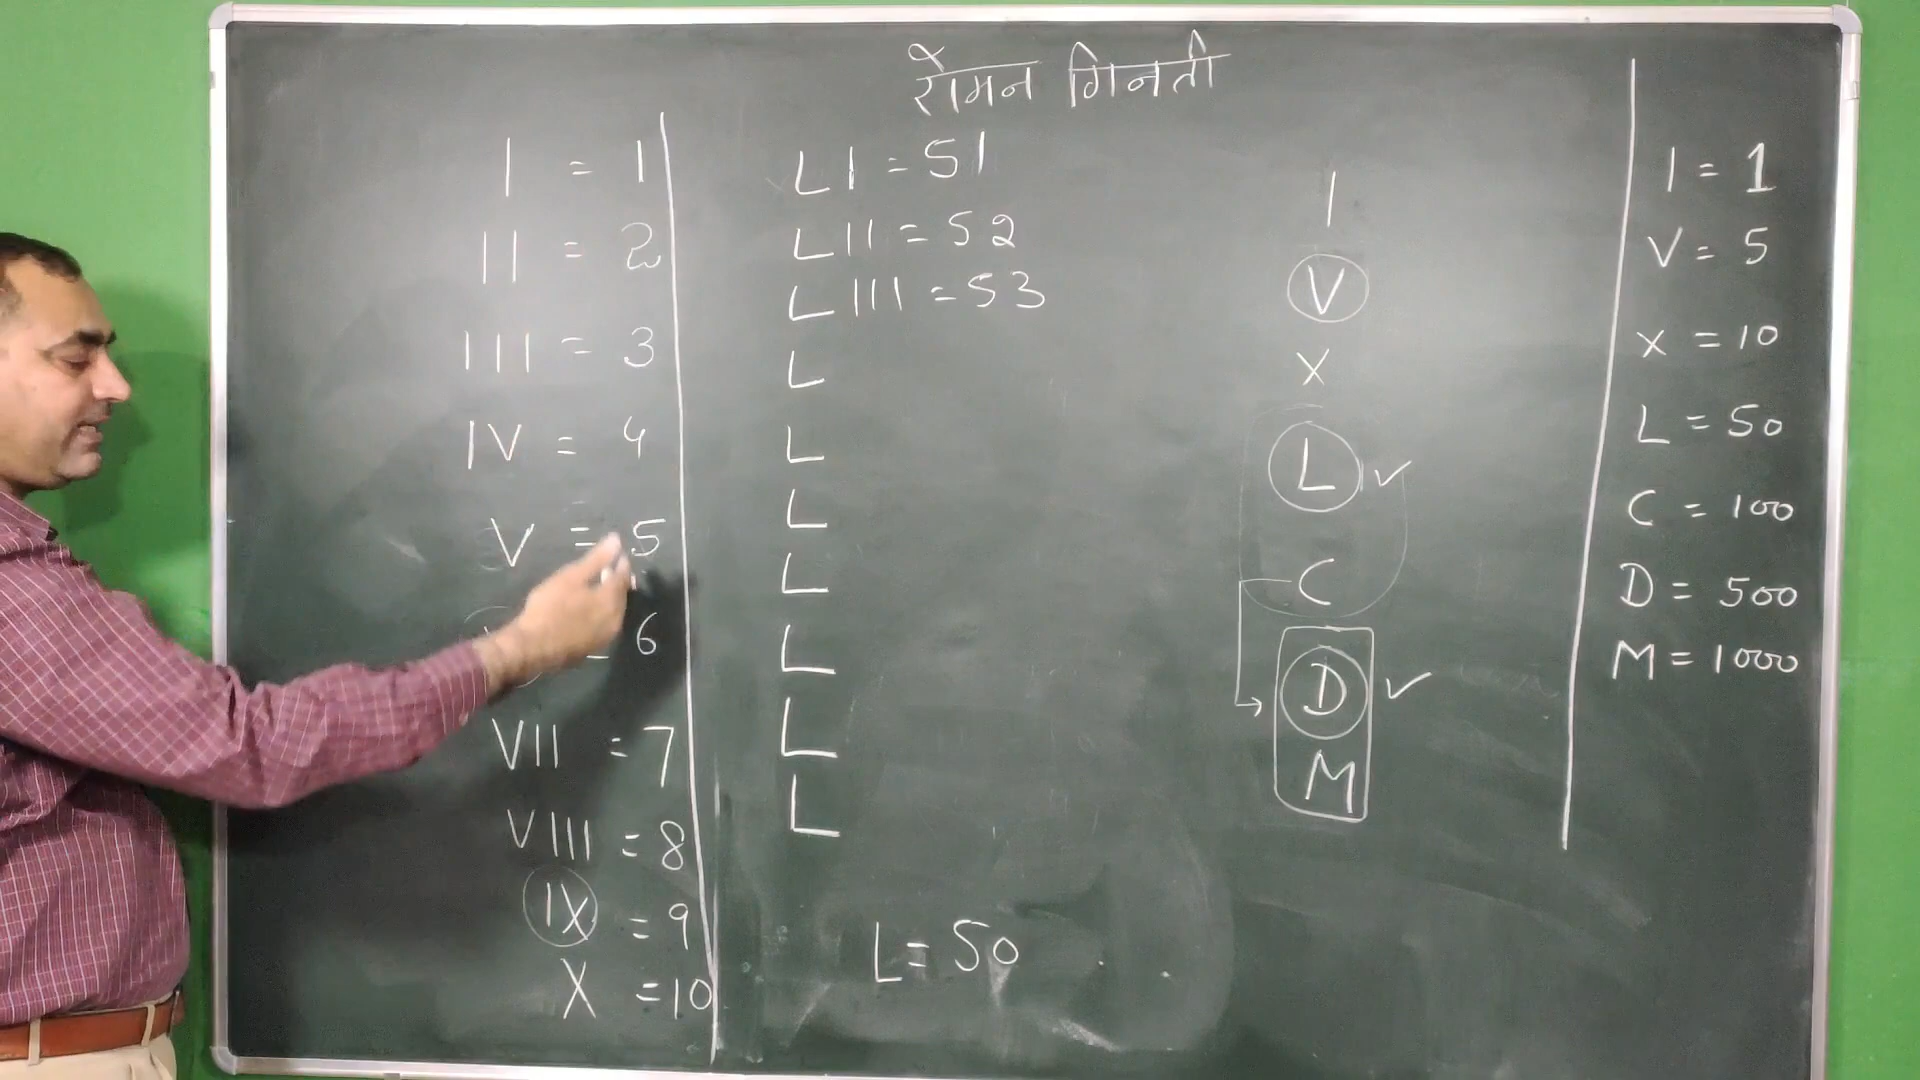 रोमन गिनती
I = 1
II = 2
III = 3
IV = 4
V = 5
6
VII = 7
VIII = 8
IX = 9
X = 10
LI = 51
LII = 52
LIII = 53
L
L
L
L
L
L
L
L = 50
I
V
X
L ✓
C
D ✓
M
I = 1
V = 5
X = 10
L = 50
C = 100
D = 500
M = 1000